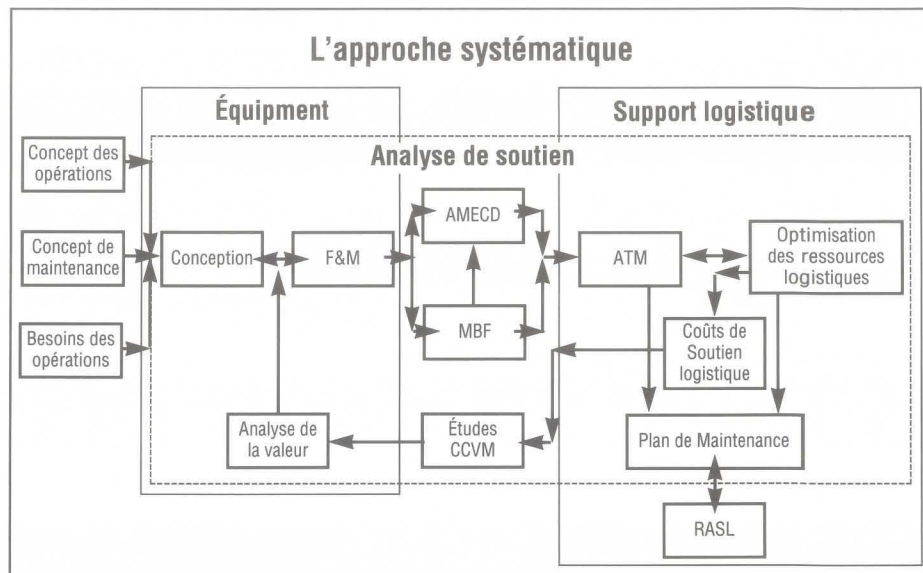 L'approche systématique
Équipment
Support logistique
Analyse de soutien
Concept des
opérations
Concept de
maintenance
Besoins des
opérations
Conception
F&M
AMECD
MBF
ATM
Optimisation
des ressources
logistiques
Coûts de
Soutien
logistique
Analyse de
la valeur
Études
CCVM
Plan de Maintenance
RASL